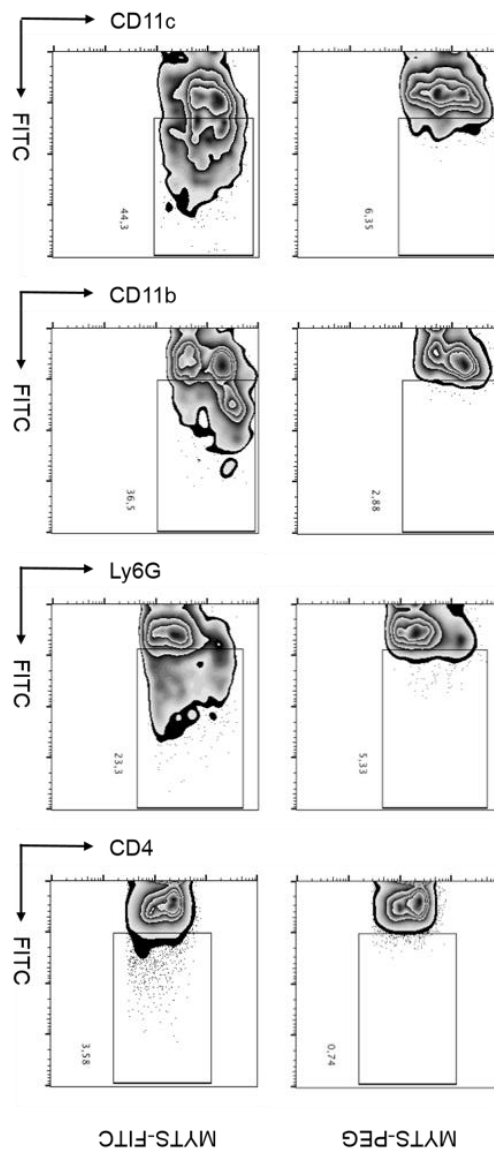 CD11c
FITC
44,3
6,35
CD11b
FITC
36,5
2,88
Ly6G
FITC
23,3
5,33
CD4
FITC
3,58
0,74
MYTS-FITC
MYTS-PEG